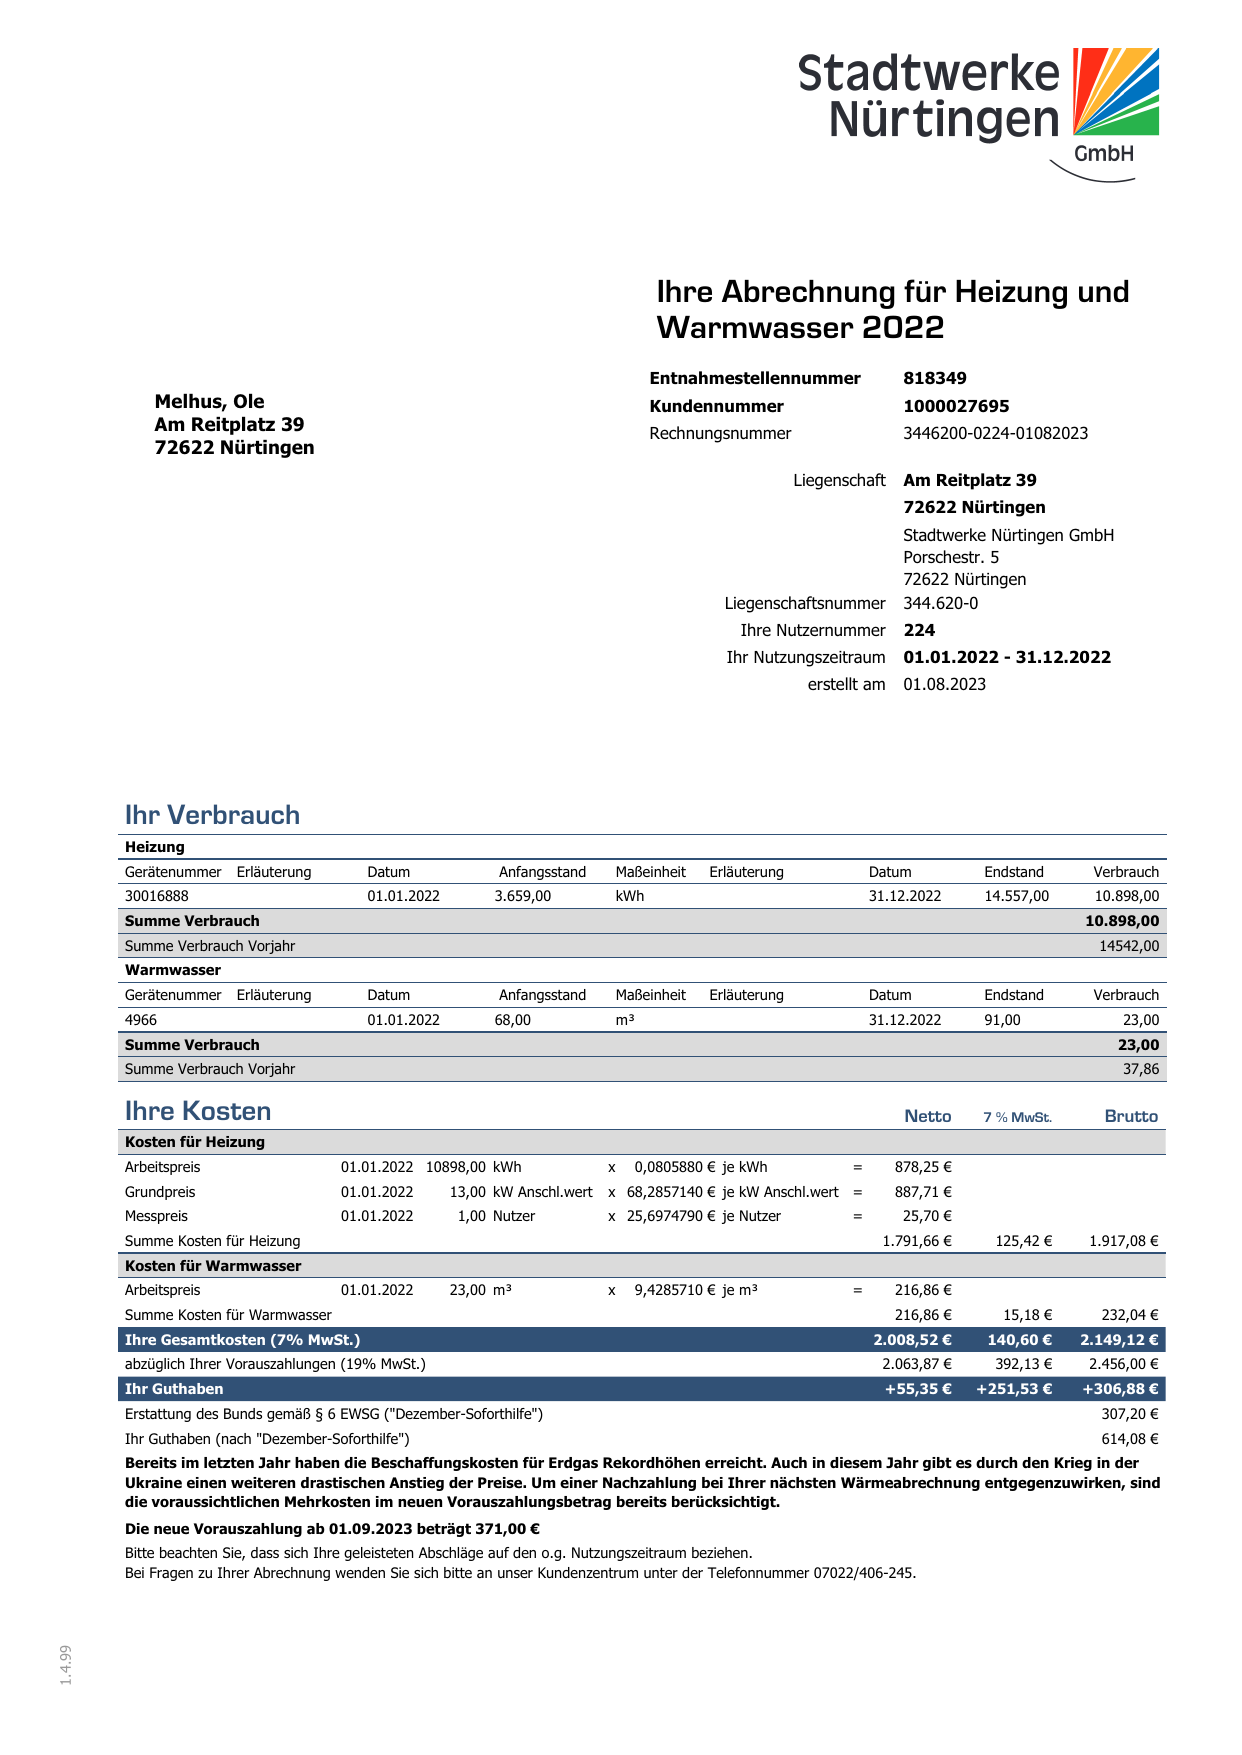 Stadtwerke
Nürtingen
GmbH
Ihre Abrechnung für Heizung und
Warmwasser 2022
Entnahmestellennummer 818349
Kundennummer 1000027695
Rechnungsnummer 3446200-0224-01082023
Melhus, Ole
Am Reitplatz 39
72622 Nürtingen
Liegenschaft Am Reitplatz 39
72622 Nürtingen
Stadtwerke Nürtingen GmbH
Porschestr. 5
72622 Nürtingen
Liegenschaftsnummer 344.620-0
Ihre Nutzernummer 224
Ihr Nutzungszeitraum 01.01.2022 - 31.12.2022
erstellt am 01.08.2023
Ihr Verbrauch
Heizung
Gerätenummer Erläuterung Datum Anfangsstand Maßeinheit Erläuterung Datum Endstand Verbrauch
30016888 01.01.2022 3.659,00 kWh 31.12.2022 14.557,00 10.898,00
Summe Verbrauch 10.898,00
Summe Verbrauch Vorjahr 14542,00
Warmwasser
Gerätenummer Erläuterung Datum Anfangsstand Maßeinheit Erläuterung Datum Endstand Verbrauch
4966 01.01.2022 68,00 m³ 31.12.2022 91,00 23,00
Summe Verbrauch 23,00
Summe Verbrauch Vorjahr 37,86
Ihre Kosten Netto 7 % MwSt. Brutto
Kosten für Heizung
Arbeitspreis 01.01.2022 10898,00 kWh x 0,0805880 € je kWh = 878,25 €
Grundpreis 01.01.2022 13,00 kW Anschl.wert x 68,2857140 € je kW Anschl.wert = 887,71 €
Messpreis 01.01.2022 1,00 Nutzer x 25,6974790 € je Nutzer = 25,70 €
Summe Kosten für Heizung 1.791,66 € 125,42 € 1.917,08 €
Kosten für Warmwasser
Arbeitspreis 01.01.2022 23,00 m³ x 9,4285710 € je m³ = 216,86 €
Summe Kosten für Warmwasser 216,86 € 15,18 € 232,04 €
Ihre Gesamtkosten (7% MwSt.) 2.008,52 € 140,60 € 2.149,12 €
abzüglich Ihrer Vorauszahlungen (19% MwSt.) 2.063,87 € 392,13 € 2.456,00 €
Ihr Guthaben +55,35 € +251,53 € +306,88 €
Erstattung des Bunds gemäß § 6 EWSG ("Dezember-Soforthilfe") 307,20 €
Ihr Guthaben (nach "Dezember-Soforthilfe") 614,08 €
Bereits im letzten Jahr haben die Beschaffungskosten für Erdgas Rekordhöhen erreicht. Auch in diesem Jahr gibt es durch den Krieg in der
Ukraine einen weiteren drastischen Anstieg der Preise. Um einer Nachzahlung bei Ihrer nächsten Wärmeabrechnung entgegenzuwirken, sind
die voraussichtlichen Mehrkosten im neuen Vorauszahlungsbetrag bereits berücksichtigt.
Die neue Vorauszahlung ab 01.09.2023 beträgt 371,00 €
Bitte beachten Sie, dass sich Ihre geleisteten Abschläge auf den o.g. Nutzungszeitraum beziehen.
Bei Fragen zu Ihrer Abrechnung wenden Sie sich bitte an unser Kundenzentrum unter der Telefonnummer 07022/406-245.
1.4.99